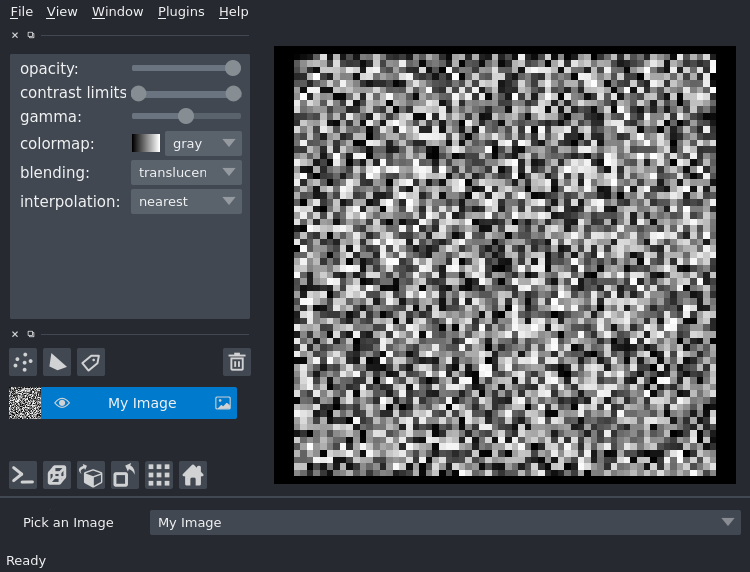 File View Window Plugins Help
opacity:
contrast limits
gamma:
colormap: gray
blending: translucen
interpolation: nearest
My Image
Pick an Image My Image
Ready